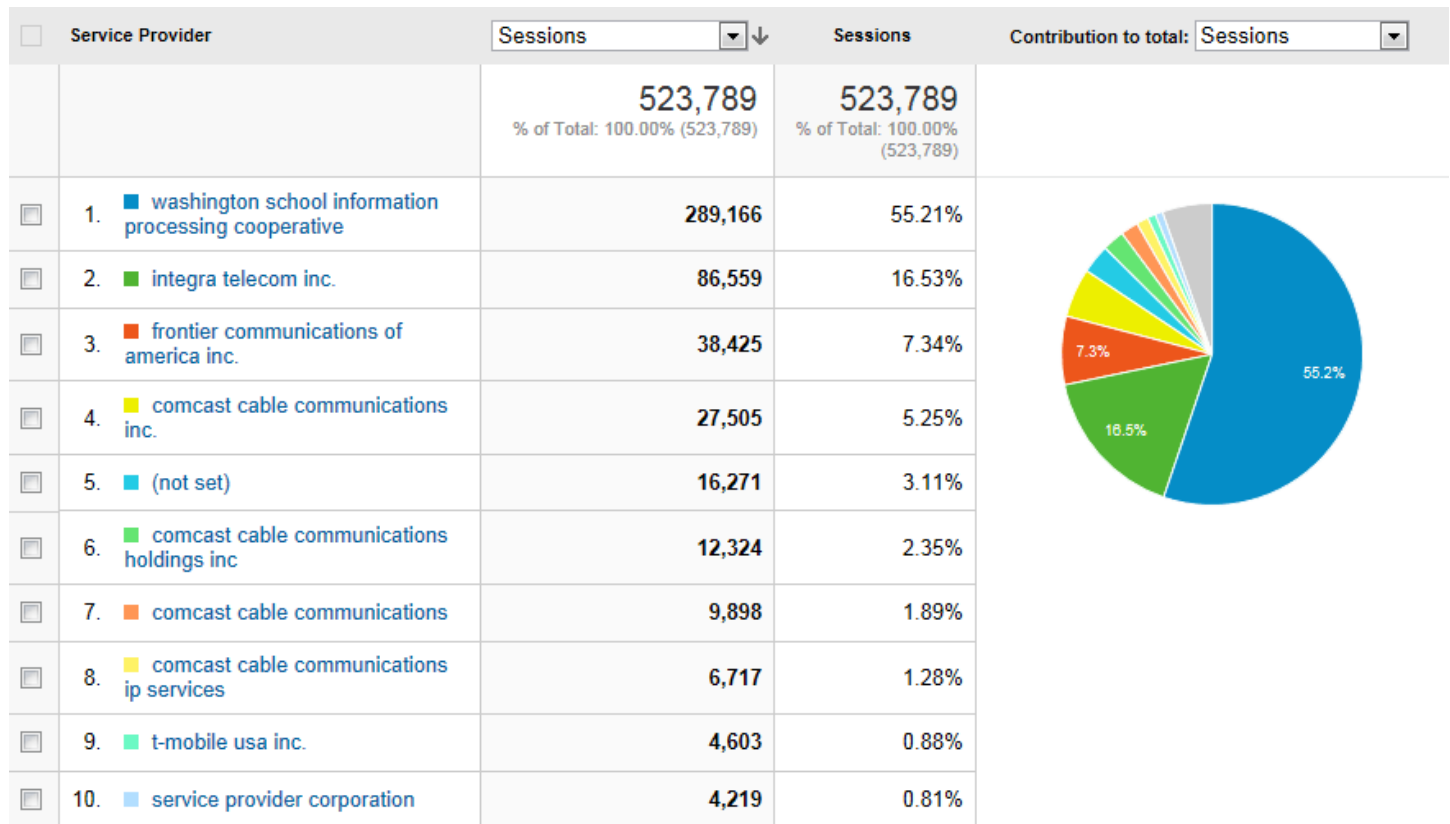 Service Provider
Sessions
Sessions
Contribution to total: Sessions
523,789
% of Total: 100.00% (523,789)
523,789
% of Total: 100.00%
(523,789)
1. washington school information
processing cooperative
289,166
55.21%
2. integra telecom inc.
86,559
16.53%
3. frontier communications of
america inc.
38,425
7.34%
4. comcast cable communications
inc.
27,505
5.25%
5. (not set)
16,271
3.11%
6. comcast cable communications
holdings inc
12,324
2.35%
7. comcast cable communications
9,898
1.89%
8. comcast cable communications
ip services
6,717
1.28%
9. t-mobile usa inc.
4,603
0.88%
10. service provider corporation
4,219
0.81%
7.3%
55.2%
16.5%